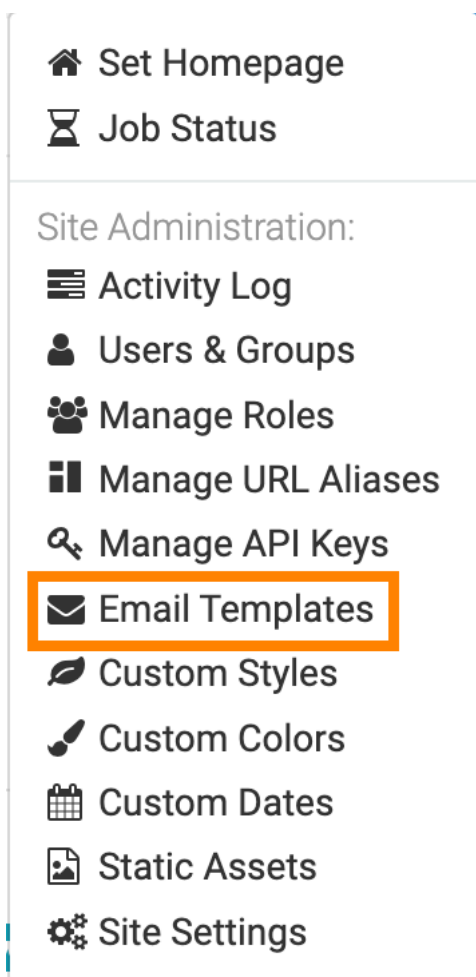 Set Homepage
Job Status
Site Administration:
Activity Log
Users & Groups
Manage Roles
Manage URL Aliases
Manage API Keys
Email Templates
Custom Styles
Custom Colors
Custom Dates
Static Assets
Site Settings